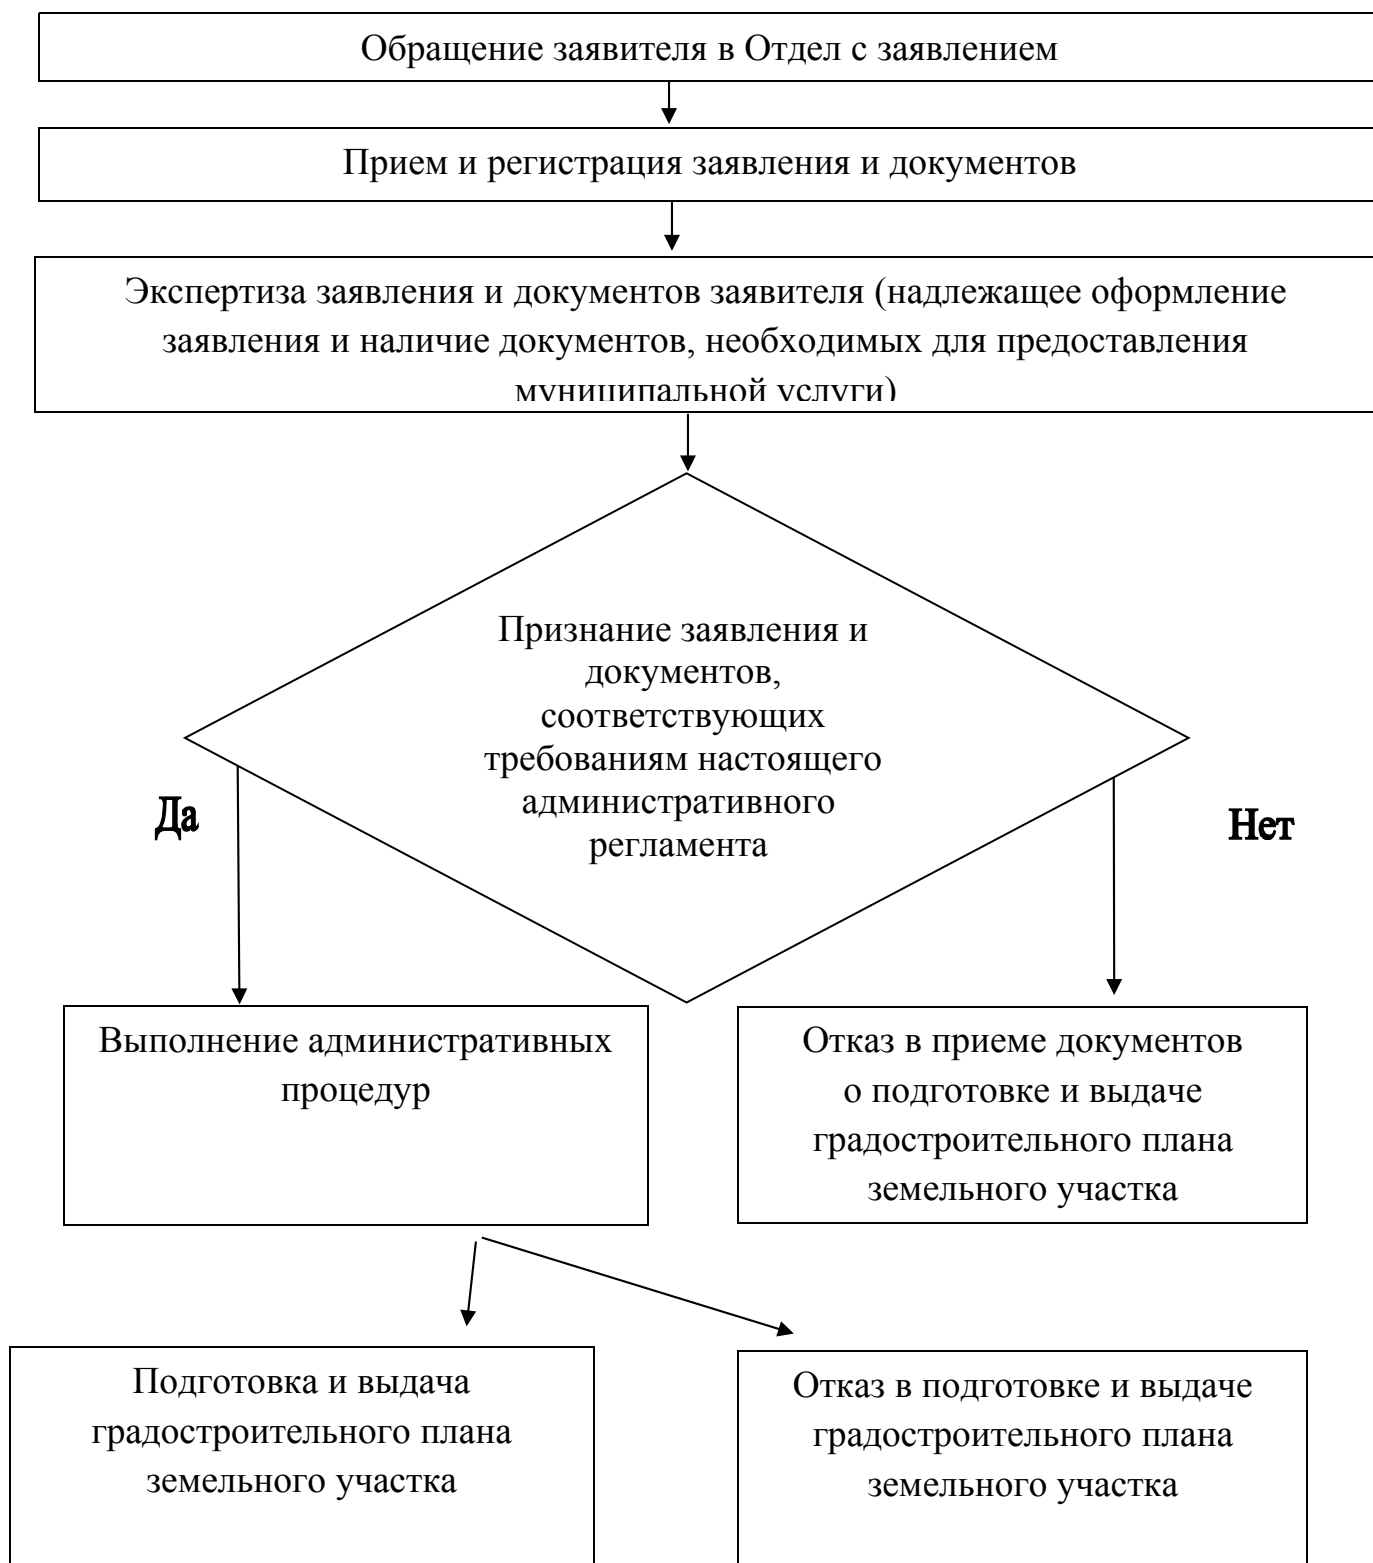 Обращение заявителя в Отдел с заявлением
Прием и регистрация заявления и документов
Экспертиза заявления и документов заявителя (надлежащее оформление
заявления и наличие документов, необходимых для предоставления
муниципальной услуги)
Признание заявления и
документов,
соответствующих
требованиям настоящего
административного
регламента
Да
Нет
Выполнение административных
процедур
Отказ в приеме документов
о подготовке и выдаче
градостроительного плана
земельного участка
Подготовка и выдача
градостроительного плана
земельного участка
Отказ в подготовке и выдаче
градостроительного плана
земельного участка